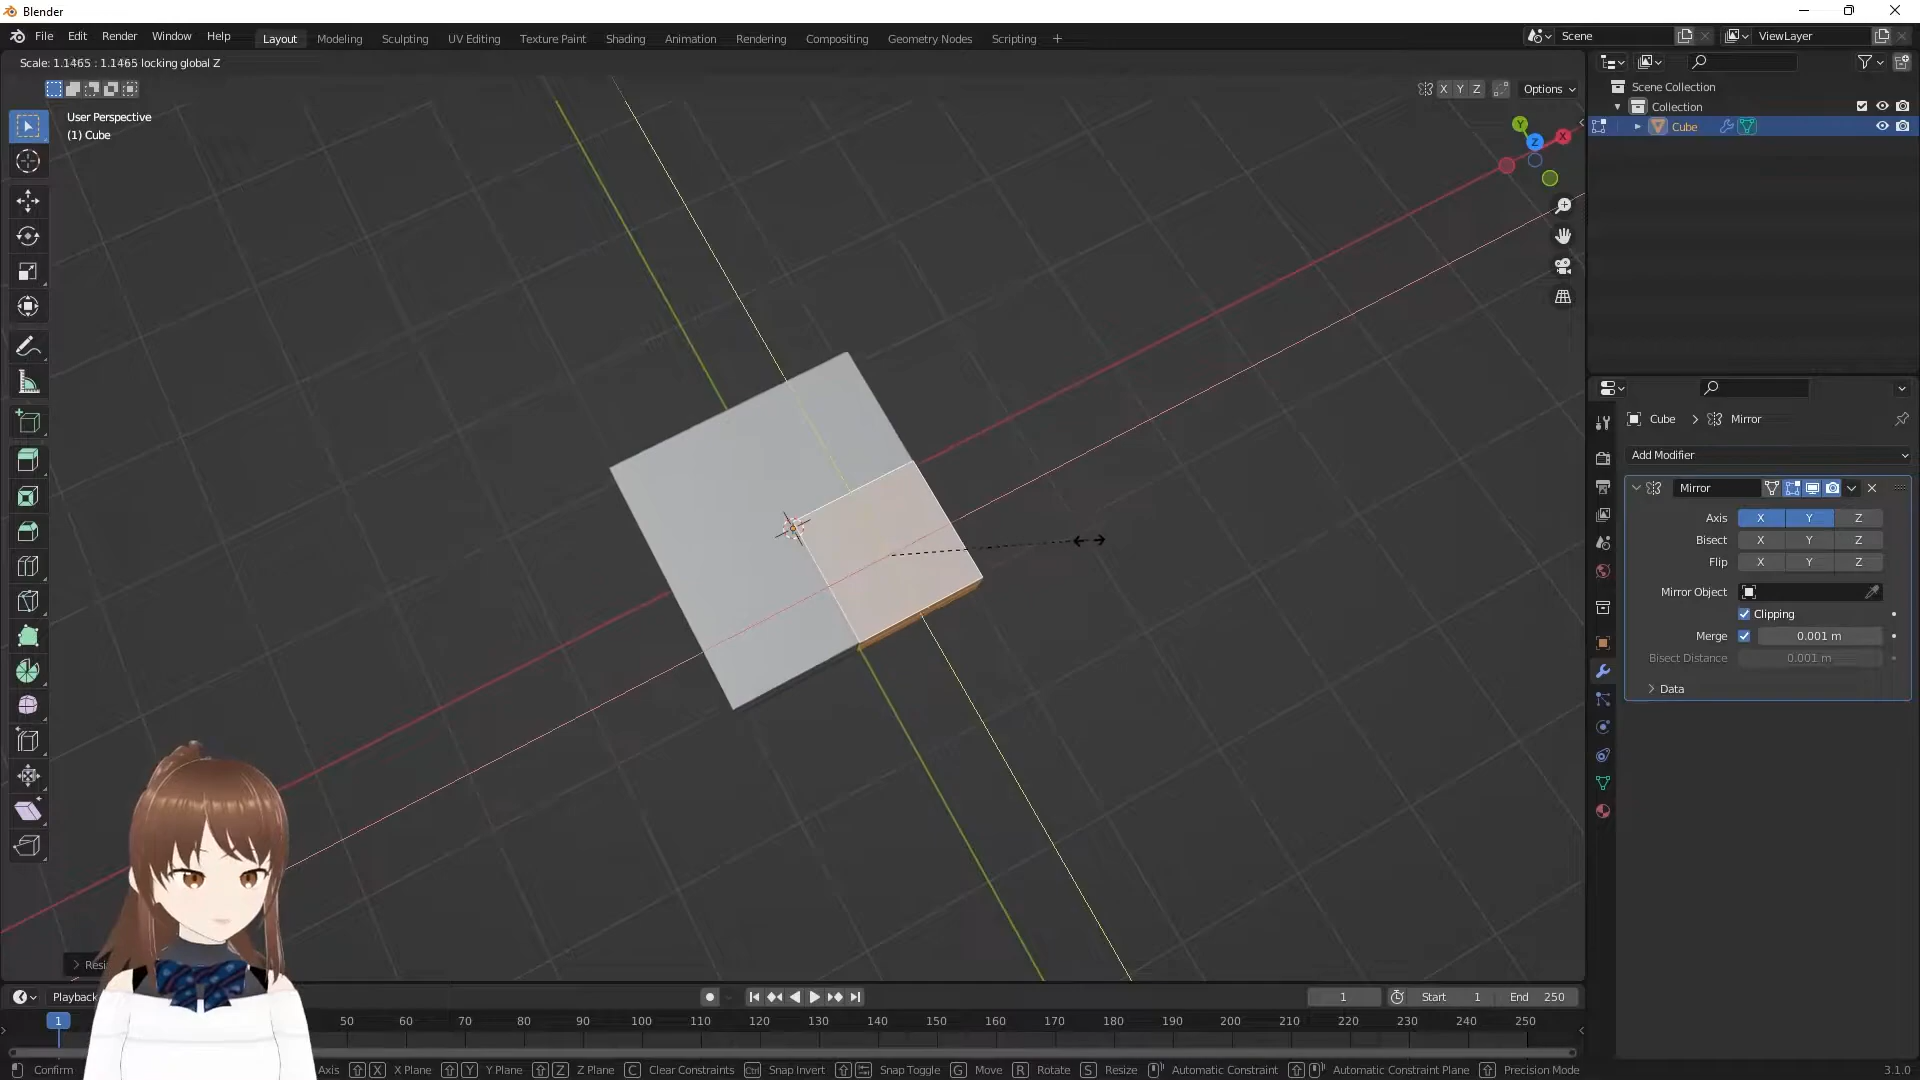 Blender
File Edit Render Window Help Layout Modeling Sculpting UV Editing Texture Paint Shading Animation Rendering Compositing Geometry Nodes Scripting + Scene ViewLayer
Scale: 1.1465 : 1.1465 locking global Z
X Y Z Options
User Perspective
(1) Cube
Y X Z
Scene Collection
Collection
Cube
Cube > Mirror
Add Modifier
Mirror
Axis X Y Z
Bisect X Y Z
Flip X Y Z
Mirror Object
Clipping
Merge 0.001 m
Bisect Distance 0.001 m
Data
Resi
Playback 1 Start 1 End 250
1 50 60 70 80 90 100 110 120 130 140 150 160 170 180 190 200 210 220 230 240 250
Confirm Axis X X Plane Y Y Plane Z Z Plane C Clear Constraints Ctrl Snap Invert Snap Toggle G Move R Rotate S Resize Automatic Constraint Automatic Constraint Plane Precision Mode 3.1.0